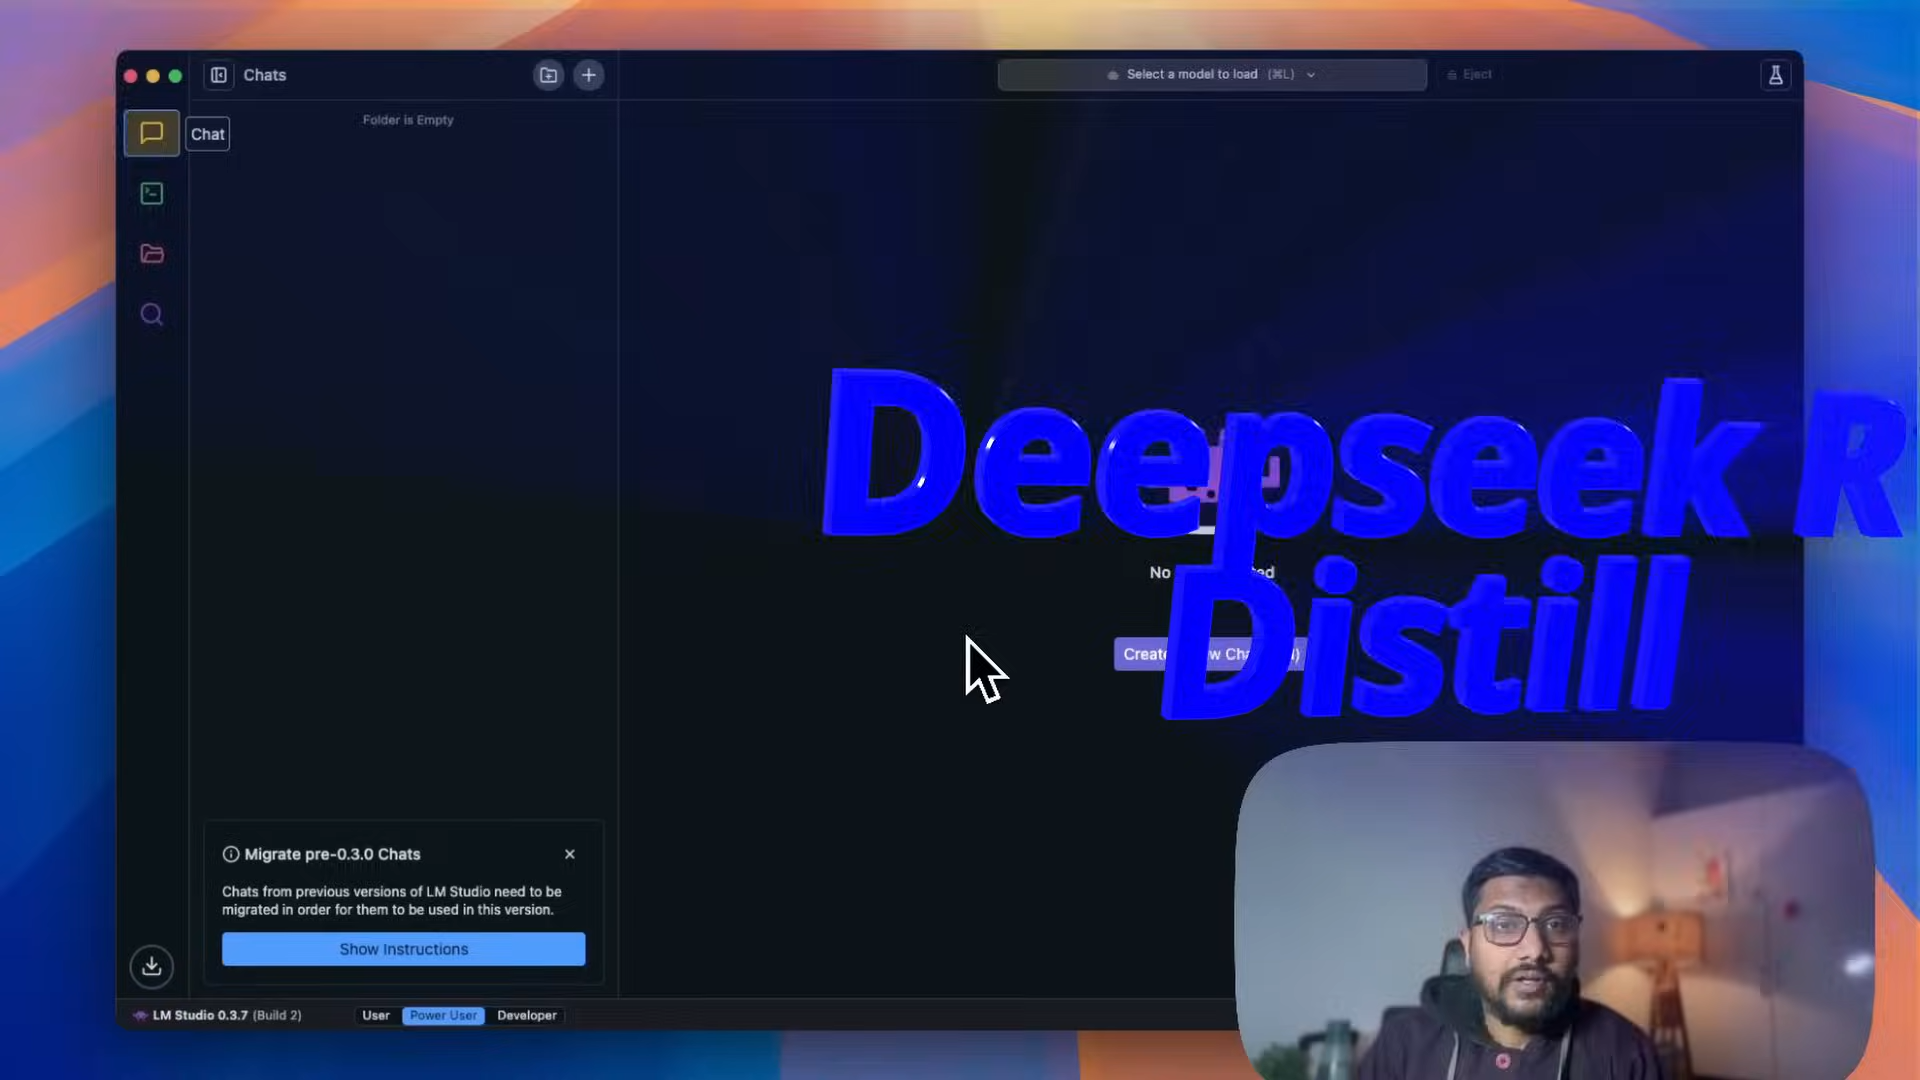 Chats
Select a model to load (⌘L)
Eject
Folder is Empty
Chat
Deepseek R
No
Distill
Create
Migrate pre-0.3.0 Chats
Chats from previous versions of LM Studio need to be
migrated in order for them to be used in this version.
Show Instructions
LM Studio 0.3.7 (Build 2)
User
Power User
Developer